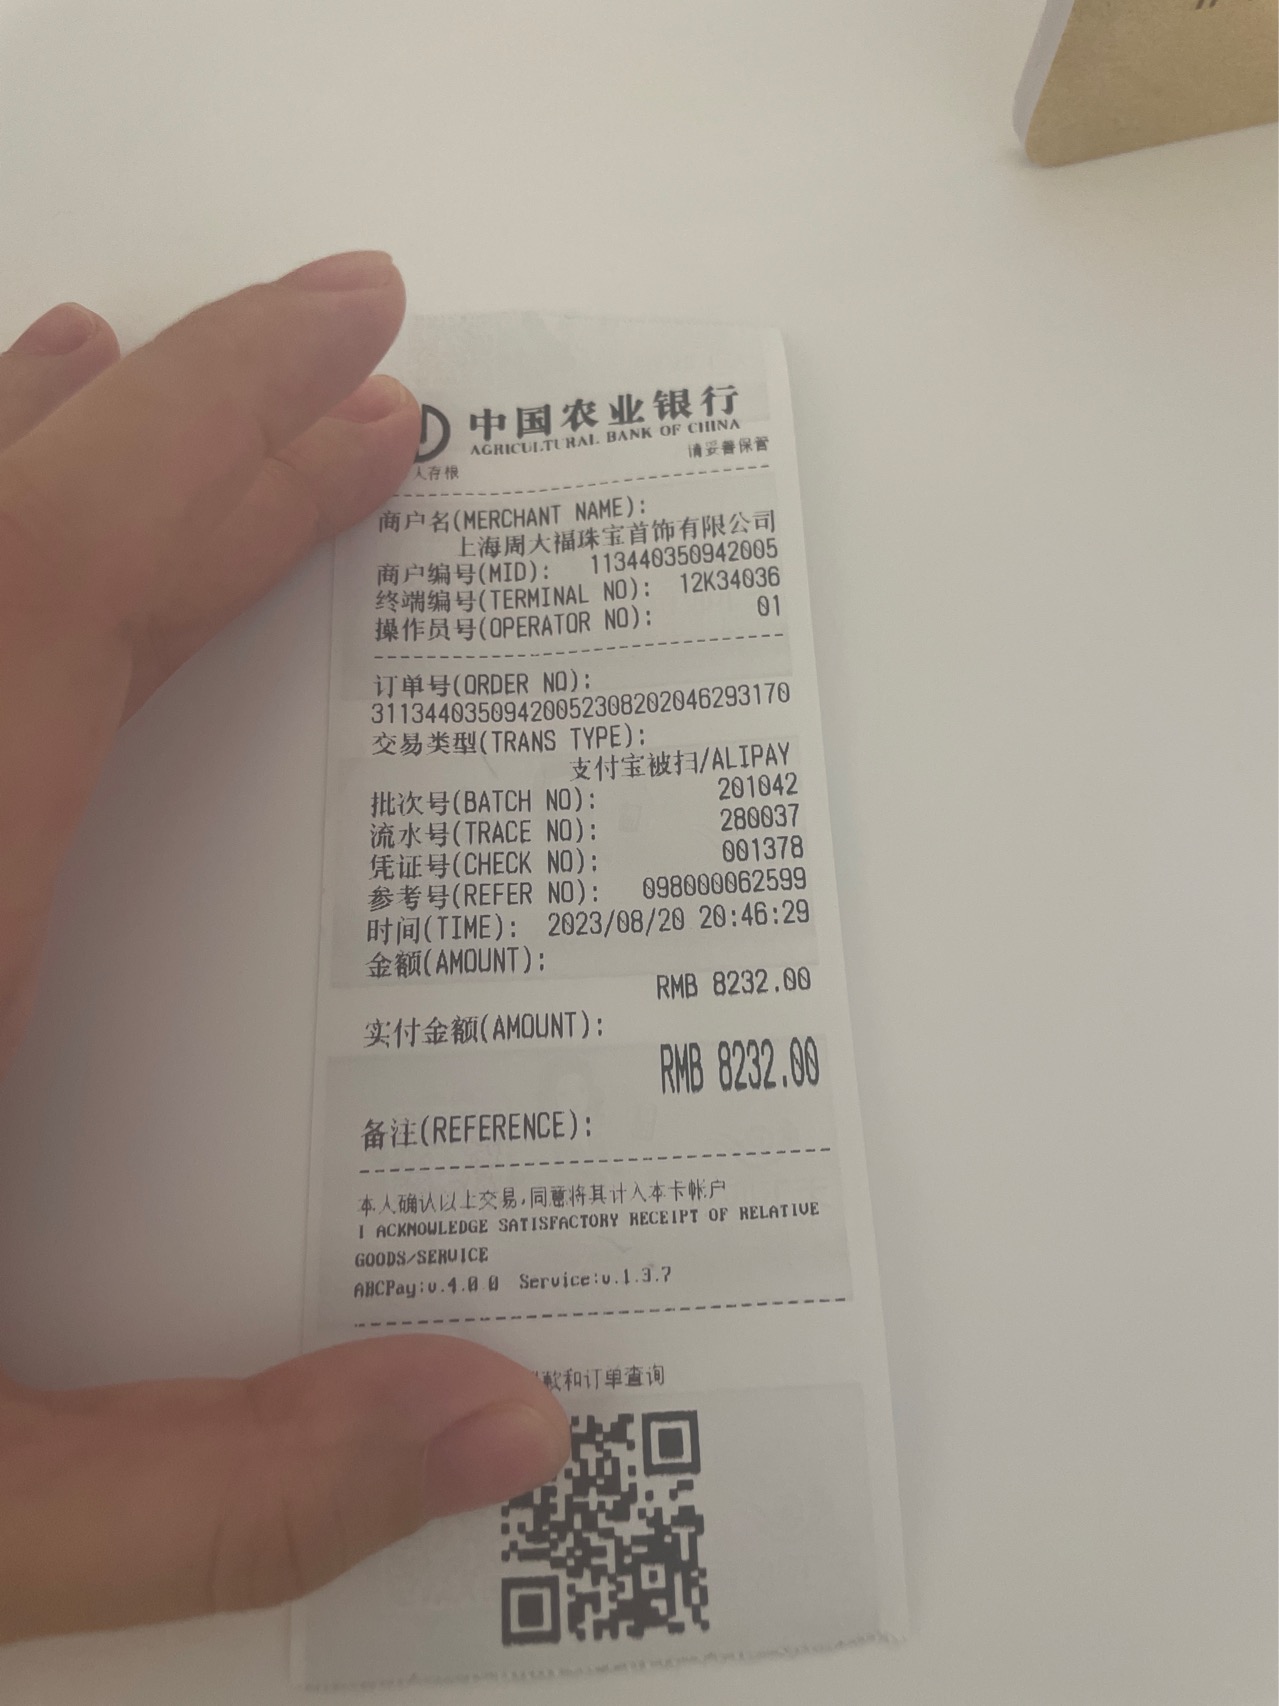 中国农业银行
AGRICULTURAL BANK OF CHINA
人存根 请妥善保管
商户名(MERCHANT NAME):
上海周大福珠宝首饰有限公司
商户编号(MID): 113440350942005
终端编号(TERMINAL NO): 12K34036
操作员号(OPERATOR NO): 01
订单号(ORDER NO):
31134403509420052308202046293170
交易类型(TRANS TYPE):
支付宝被扫/ALIPAY
批次号(BATCH NO): 201042
流水号(TRACE NO): 280037
凭证号(CHECK NO): 001378
参考号(REFER NO): 098000062599
时间(TIME): 2023/08/20 20:46:29
金额(AMOUNT):
RMB 8232.00
实付金额(AMOUNT):
RMB 8232.00
备注(REFERENCE):
本人确认以上交易,同意将其计入本卡帐户
I ACKNOWLEDGE SATISFACTORY RECEIPT OF RELATIVE
GOODS/SERVICE
ABCPay:v.4.0.0 Service:v.1.3.7
款和订单查询